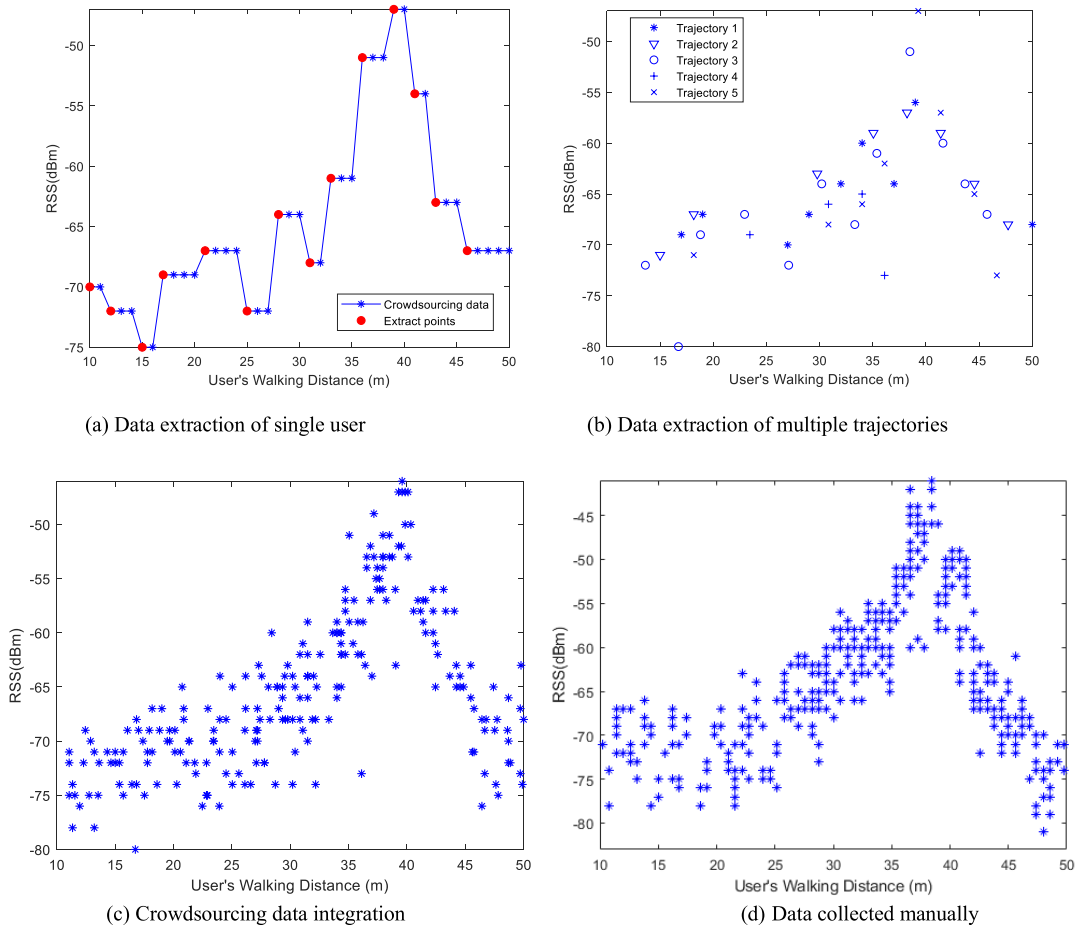 -50
-55
-60
-65
-70
-75
RSS(dBm)
Crowdsourcing data
Extract points
10 15 20 25 30 35 40 45 50
User's Walking Distance (m)
(a) Data extraction of single user
Trajectory 1
Trajectory 2
Trajectory 3
Trajectory 4
Trajectory 5
-50
-55
-60
-65
-70
-75
-80
RSS(dBm)
15 20 25 30 35 40 45 50
User's Walking Distance (m)
(b) Data extraction of multiple trajectories
-50
-55
-60
-65
-70
-75
-80
RSS(dBm)
10 15 20 25 30 35 40 45 50
User's Walking Distance (m)
(c) Crowdsourcing data integration
-45
-50
-55
-60
-65
-70
-75
-80
RSS(dBm)
10 15 20 25 30 35 40 45 50
User's Walking Distance (m)
(d) Data collected manually